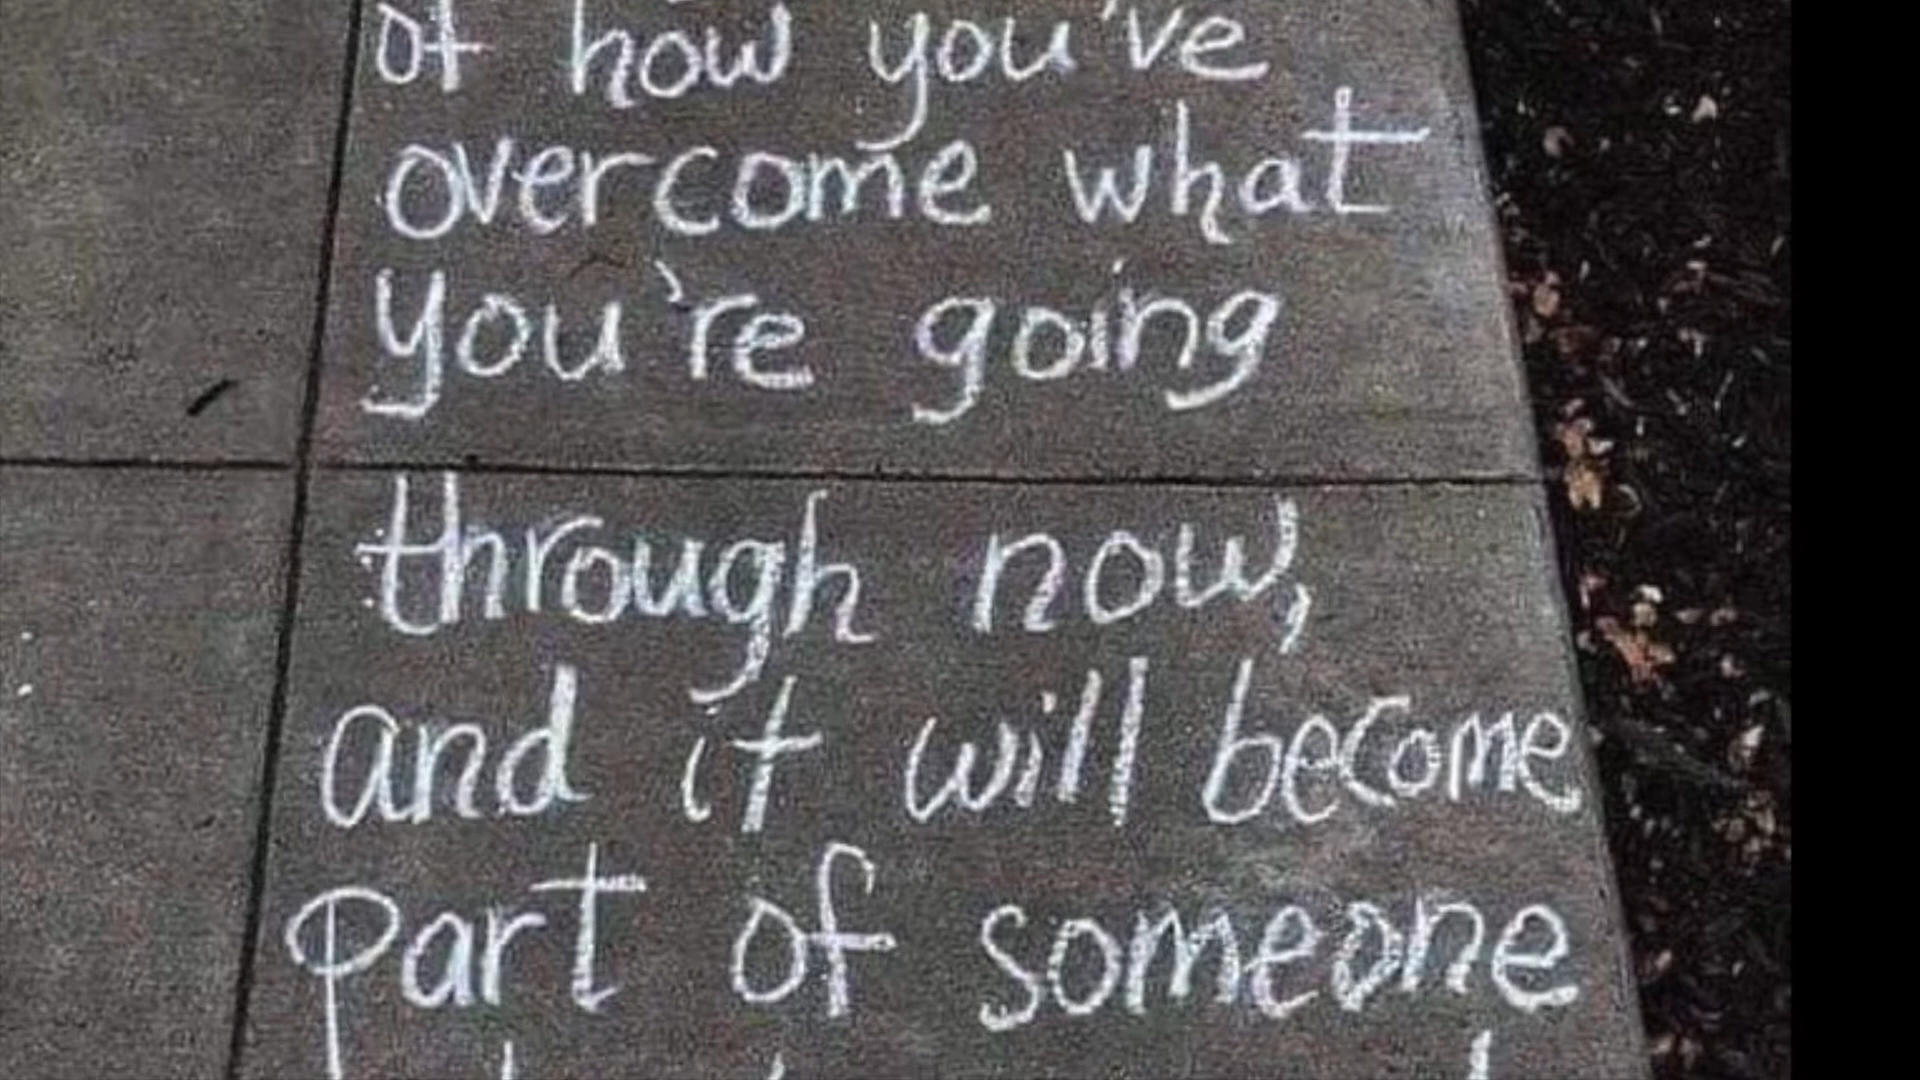 of how you've
overcome what
you're going
through now,
and it will become
part of someone